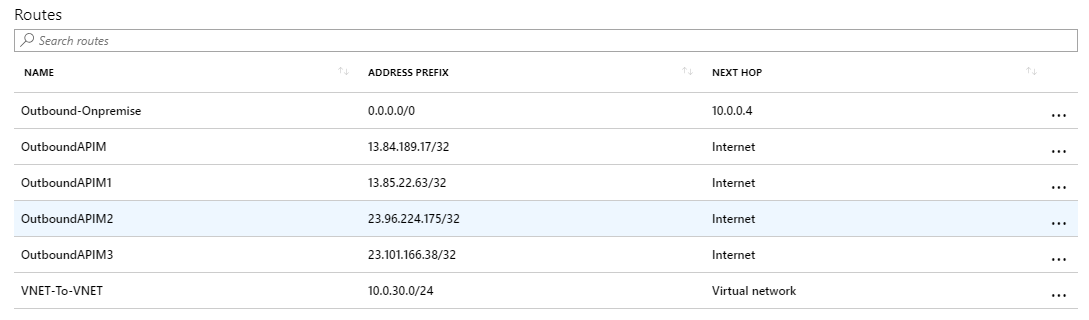 Routes
Search routes
NAME ADDRESS PREFIX NEXT HOP
Outbound-Onpremise 0.0.0.0/0 10.0.0.4 ...
OutboundAPIM 13.84.189.17/32 Internet ...
OutboundAPIM1 13.85.22.63/32 Internet ...
OutboundAPIM2 23.96.224.175/32 Internet ...
OutboundAPIM3 23.101.166.38/32 Internet ...
VNET-To-VNET 10.0.30.0/24 Virtual network ...